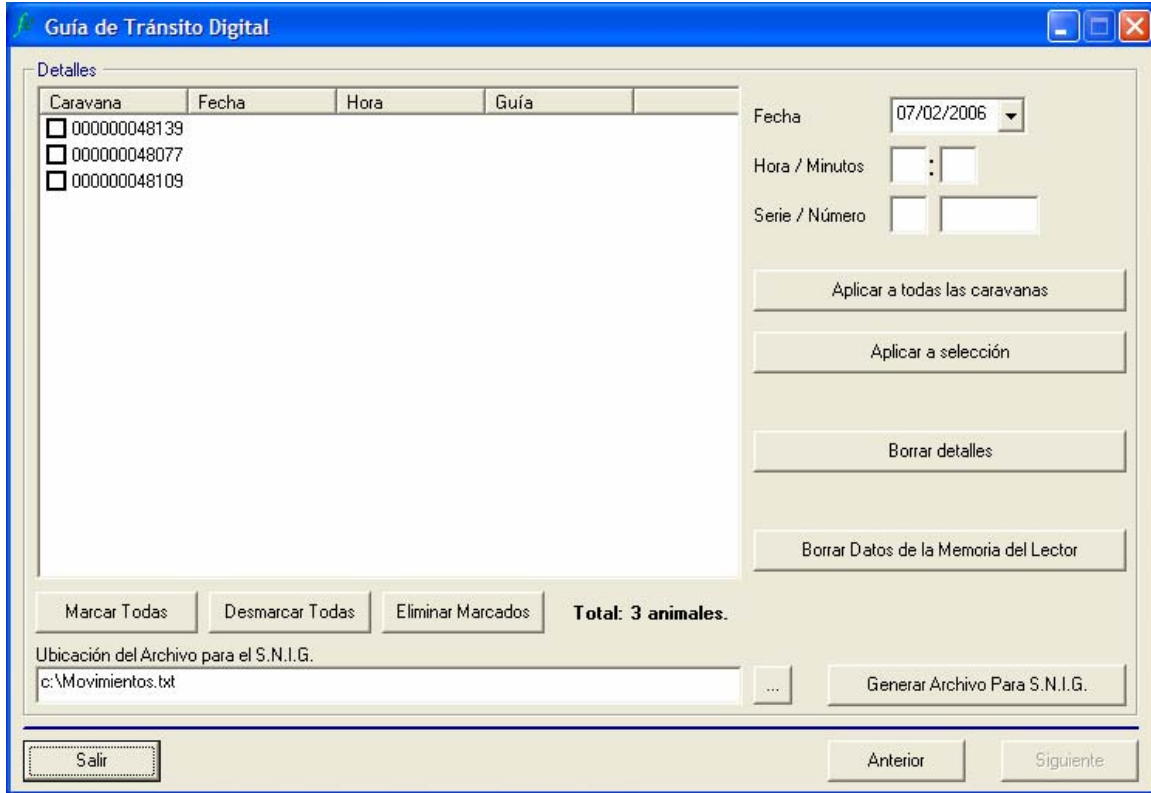 Guía de Tránsito Digital
Detalles
Caravana Fecha Hora Guía
000000048139
000000048077
000000048109
Fecha 07/02/2006
Hora / Minutos :
Serie / Número
Aplicar a todas las caravanas
Aplicar a selección
Borrar detalles
Borrar Datos de la Memoria del Lector
Marcar Todas Desmarcar Todas Eliminar Marcados Total: 3 animales.
Ubicación del Archivo para el S.N.I.G.
c:\Movimientos.txt ... Generar Archivo Para S.N.I.G.
Salir Anterior Siguiente